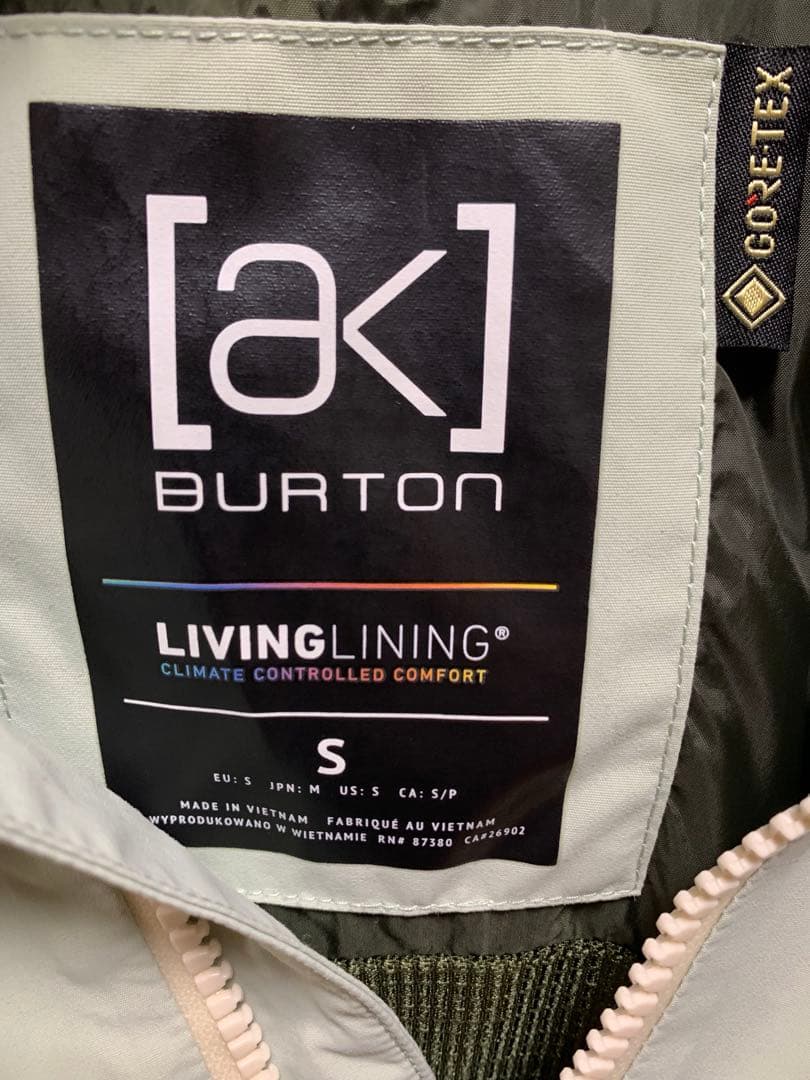 [ak]
BURTON
LIVINGLINING®
CLIMATE CONTROLLED COMFORT
S
EU: S JPN: M US: S CA: S/P
MADE IN VIETNAM FABRIQUÉ AU VIETNAM
WYPRODUKOWANO W WIETNAMIE RN# 87380 CA#26902
GORE-TEX